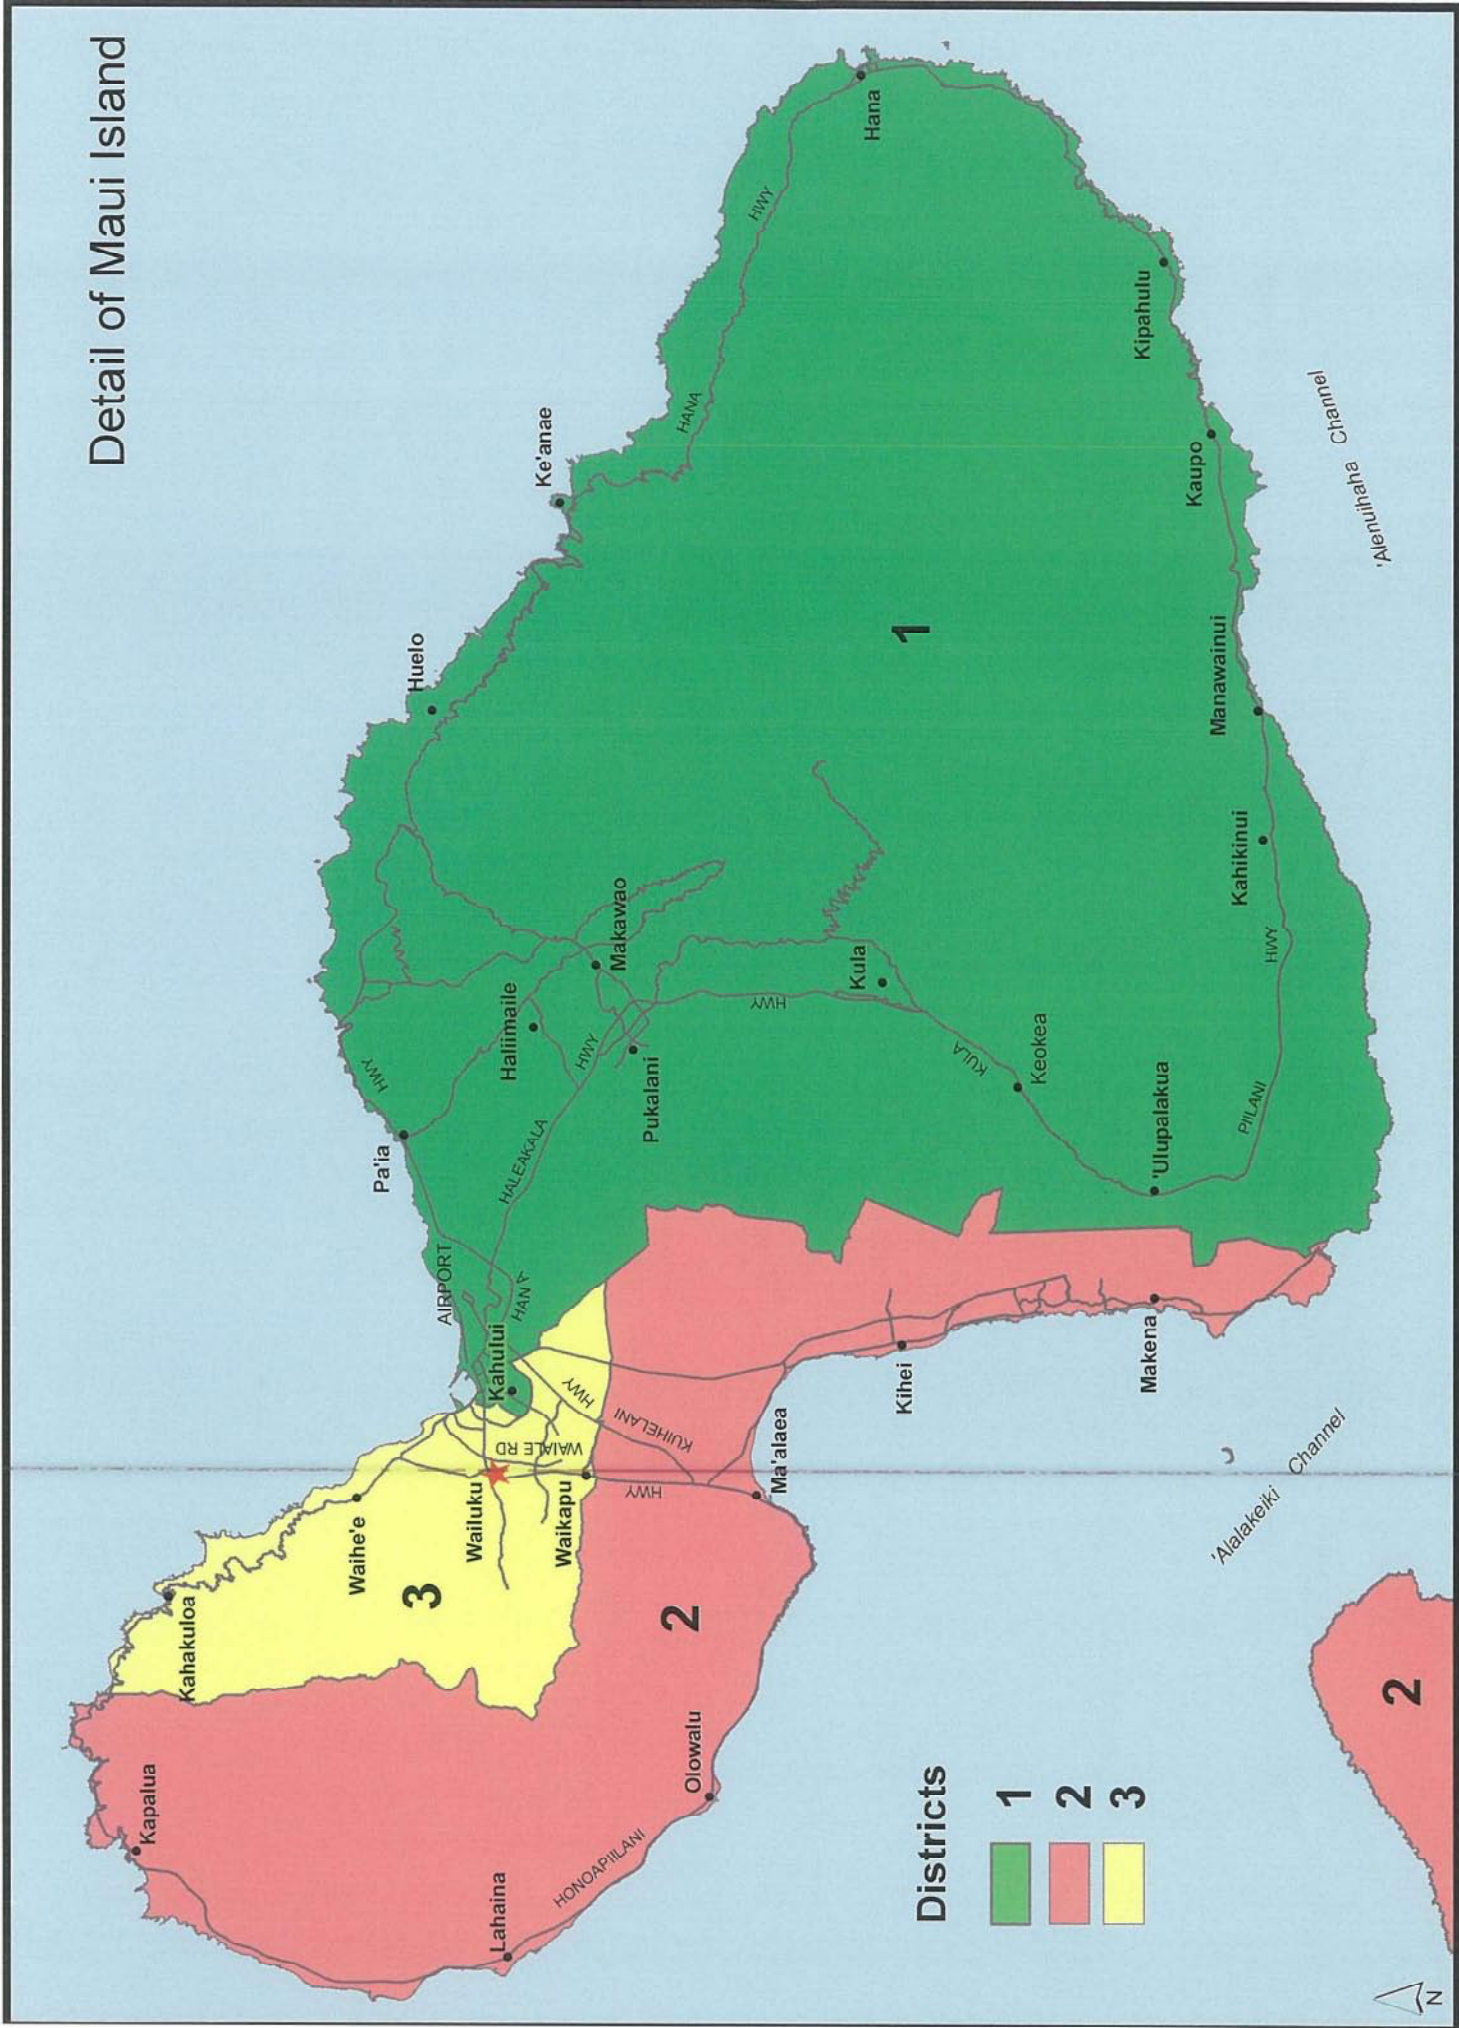 Detail of Maui Island
Kapalua
Kahakuloa
Waihe'e
Lahaina
HONOAPIILANI
Olowalu
3
2
Wailuku
Waikapu
WAIALE RD
HWY
KUIHELANI
HWY
Ma'alaea
Kahului
AIRPORT
HANA
Pa'ia
HWY
HALEAKALA
HWY
Haliimaile
Makawao
Pukalani
Huelo
Ke'anae
HANA
HWY
Hana
HWY
Kula
KULA
Keokea
'Ulupalakua
1
Kihei
Makena
PIILANI
HWY
Kahikinui
Manawainui
Kaupo
Kipahulu
'Alenuihaha Channel
'Alalakeiki Channel
2
Districts
1
2
3
N